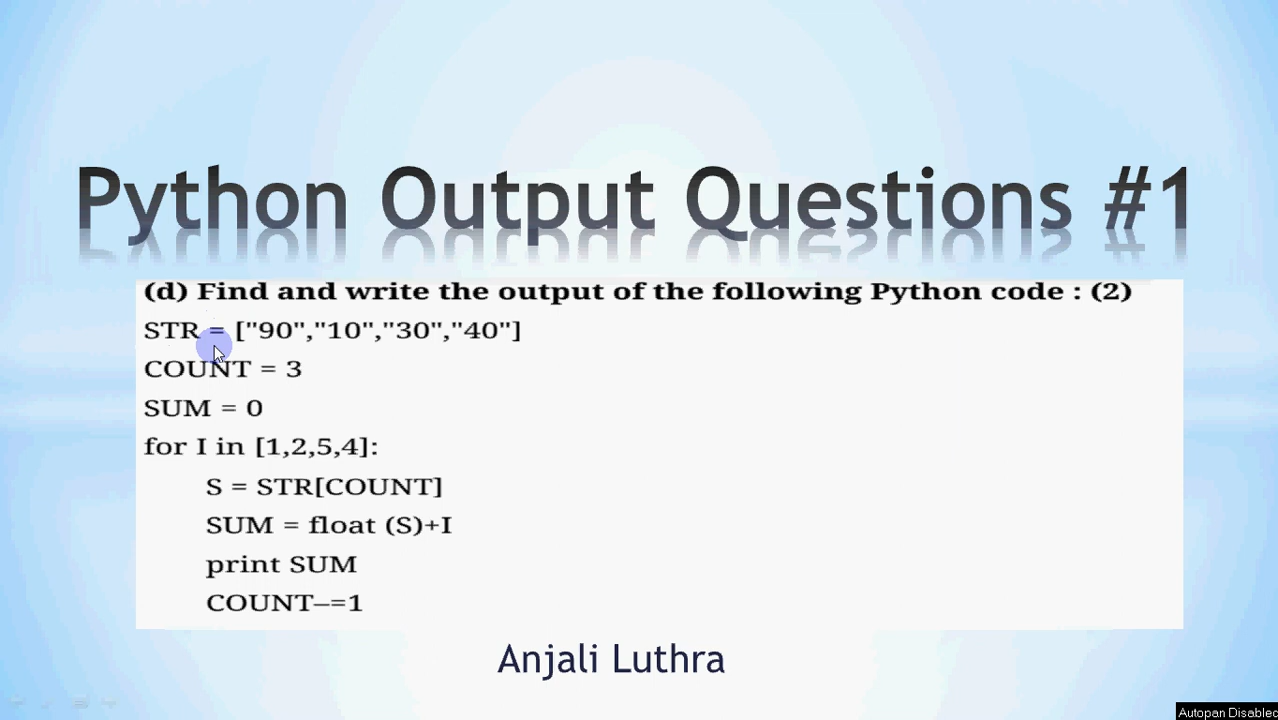 Python Output Questions #1
(d) Find and write the output of the following Python code : (2)
STR = ["90","10","30","40"]
COUNT = 3
SUM = 0
for I in [1,2,5,4]:
S = STR[COUNT]
SUM = float (S)+I
print SUM
COUNT–=1
Anjali Luthra
Autopan Disabled